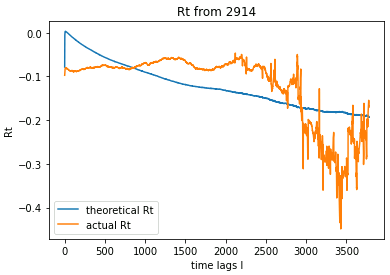 Rt from 2914
0.0
−0.1
−0.2
−0.3
−0.4
Rt
theoretical Rt
actual Rt
0 500 1000 1500 2000 2500 3000 3500
time lags l